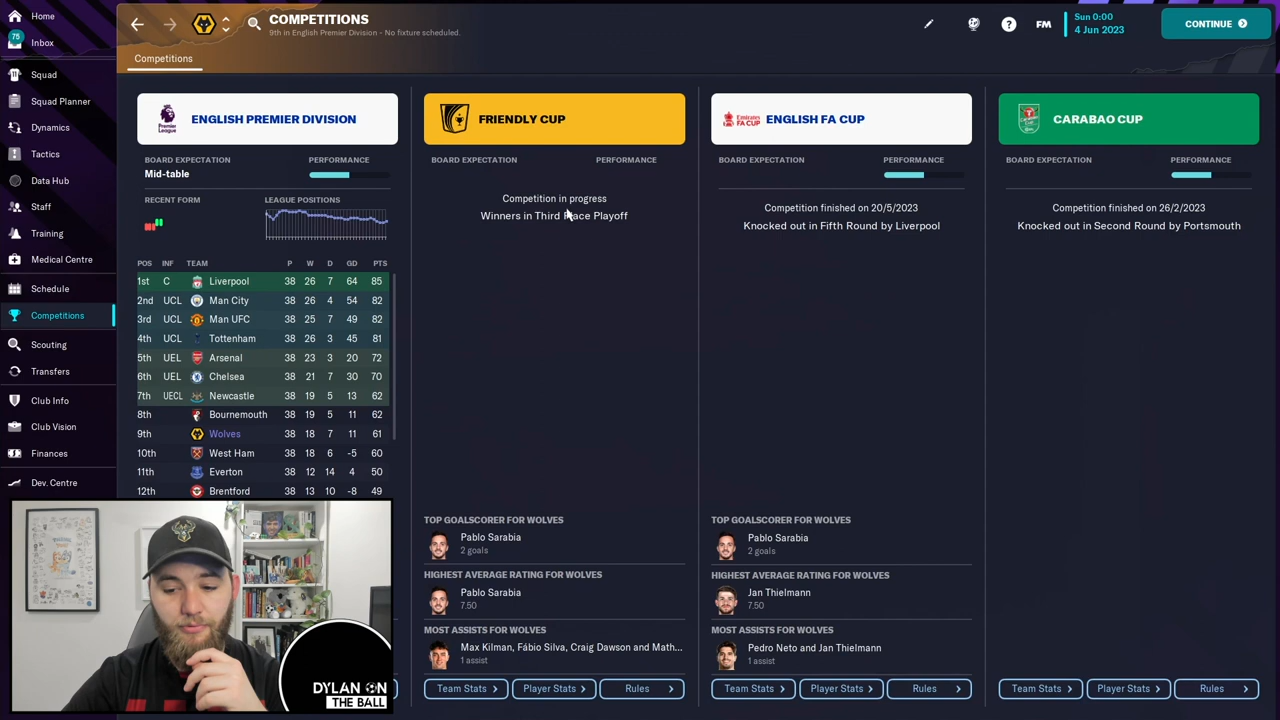 Home
75
Inbox
Squad
Squad Planner
Dynamics
Tactics
Data Hub
Staff
Training
Medical Centre
Schedule
Competitions
Scouting
Transfers
Club Info
Club Vision
Finances
Dev. Centre
COMPETITIONS
9th in English Premier Division - No fixture scheduled.
?
FM
Sun 0:00
4 Jun 2023
CONTINUE
Competitions
Premier League
ENGLISH PREMIER DIVISION
BOARD EXPECTATION PERFORMANCE
Mid-table
RECENT FORM LEAGUE POSITIONS
POS INF TEAM P W D GD PTS
1st C Liverpool 38 26 7 64 85
2nd UCL Man City 38 26 4 54 82
3rd UCL Man UFC 38 25 7 49 82
4th UCL Tottenham 38 26 3 45 81
5th UEL Arsenal 38 23 3 20 72
6th UEL Chelsea 38 21 7 30 70
7th UECL Newcastle 38 19 5 13 62
8th Bournemouth 38 19 5 11 62
9th Wolves 38 18 7 11 61
10th West Ham 38 18 6 -5 60
11th Everton 38 12 14 4 50
12th Brentford 38 13 10 -8 49
FRIENDLY CUP
BOARD EXPECTATION PERFORMANCE
Competition in progress
Winners in Third Place Playoff
TOP GOALSCORER FOR WOLVES
Pablo Sarabia
2 goals
HIGHEST AVERAGE RATING FOR WOLVES
Pablo Sarabia
7.50
MOST ASSISTS FOR WOLVES
Max Kilman, Fábio Silva, Craig Dawson and Math...
1 assist
Team Stats Player Stats Rules
Emirates FA CUP
ENGLISH FA CUP
BOARD EXPECTATION PERFORMANCE
Competition finished on 20/5/2023
Knocked out in Fifth Round by Liverpool
TOP GOALSCORER FOR WOLVES
Pablo Sarabia
2 goals
HIGHEST AVERAGE RATING FOR WOLVES
Jan Thielmann
7.50
MOST ASSISTS FOR WOLVES
Pedro Neto and Jan Thielmann
1 assist
Team Stats Player Stats Rules
CARABAO CUP
BOARD EXPECTATION PERFORMANCE
Competition finished on 26/2/2023
Knocked out in Second Round by Portsmouth
Team Stats Player Stats Rules
DYLAN ON
THE BALL